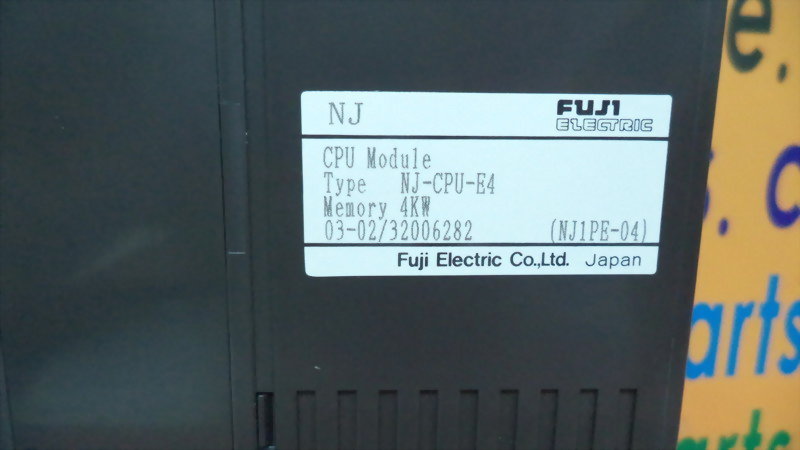 NJ
FUJI
ELECTRIC
CPU Module
Type NJ-CPU-E4
Memory 4KW
03-02/32006282 (NJ1PE-04)
Fuji Electric Co.,Ltd. Japan
arts